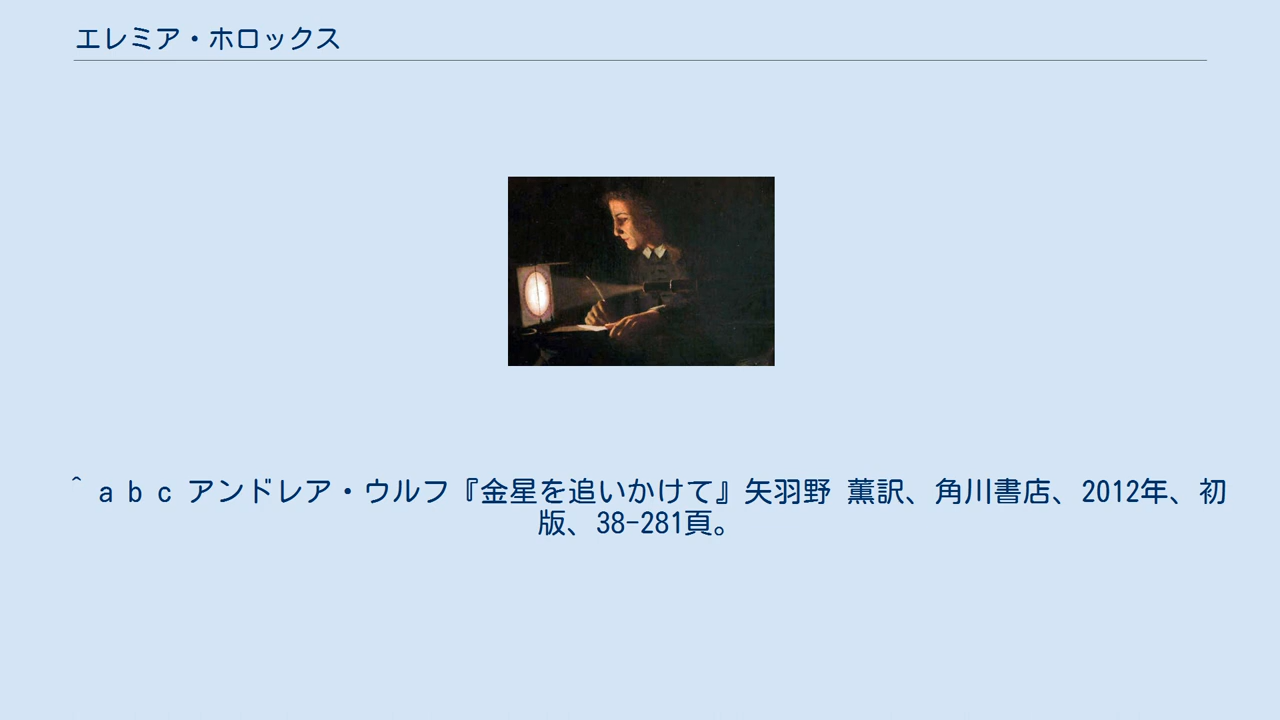 エレミア・ホロックス
^ a b c アンドレア・ウルフ『金星を追いかけて』矢羽野 薫訳、角川書店、2012年、初
版、38-281頁。